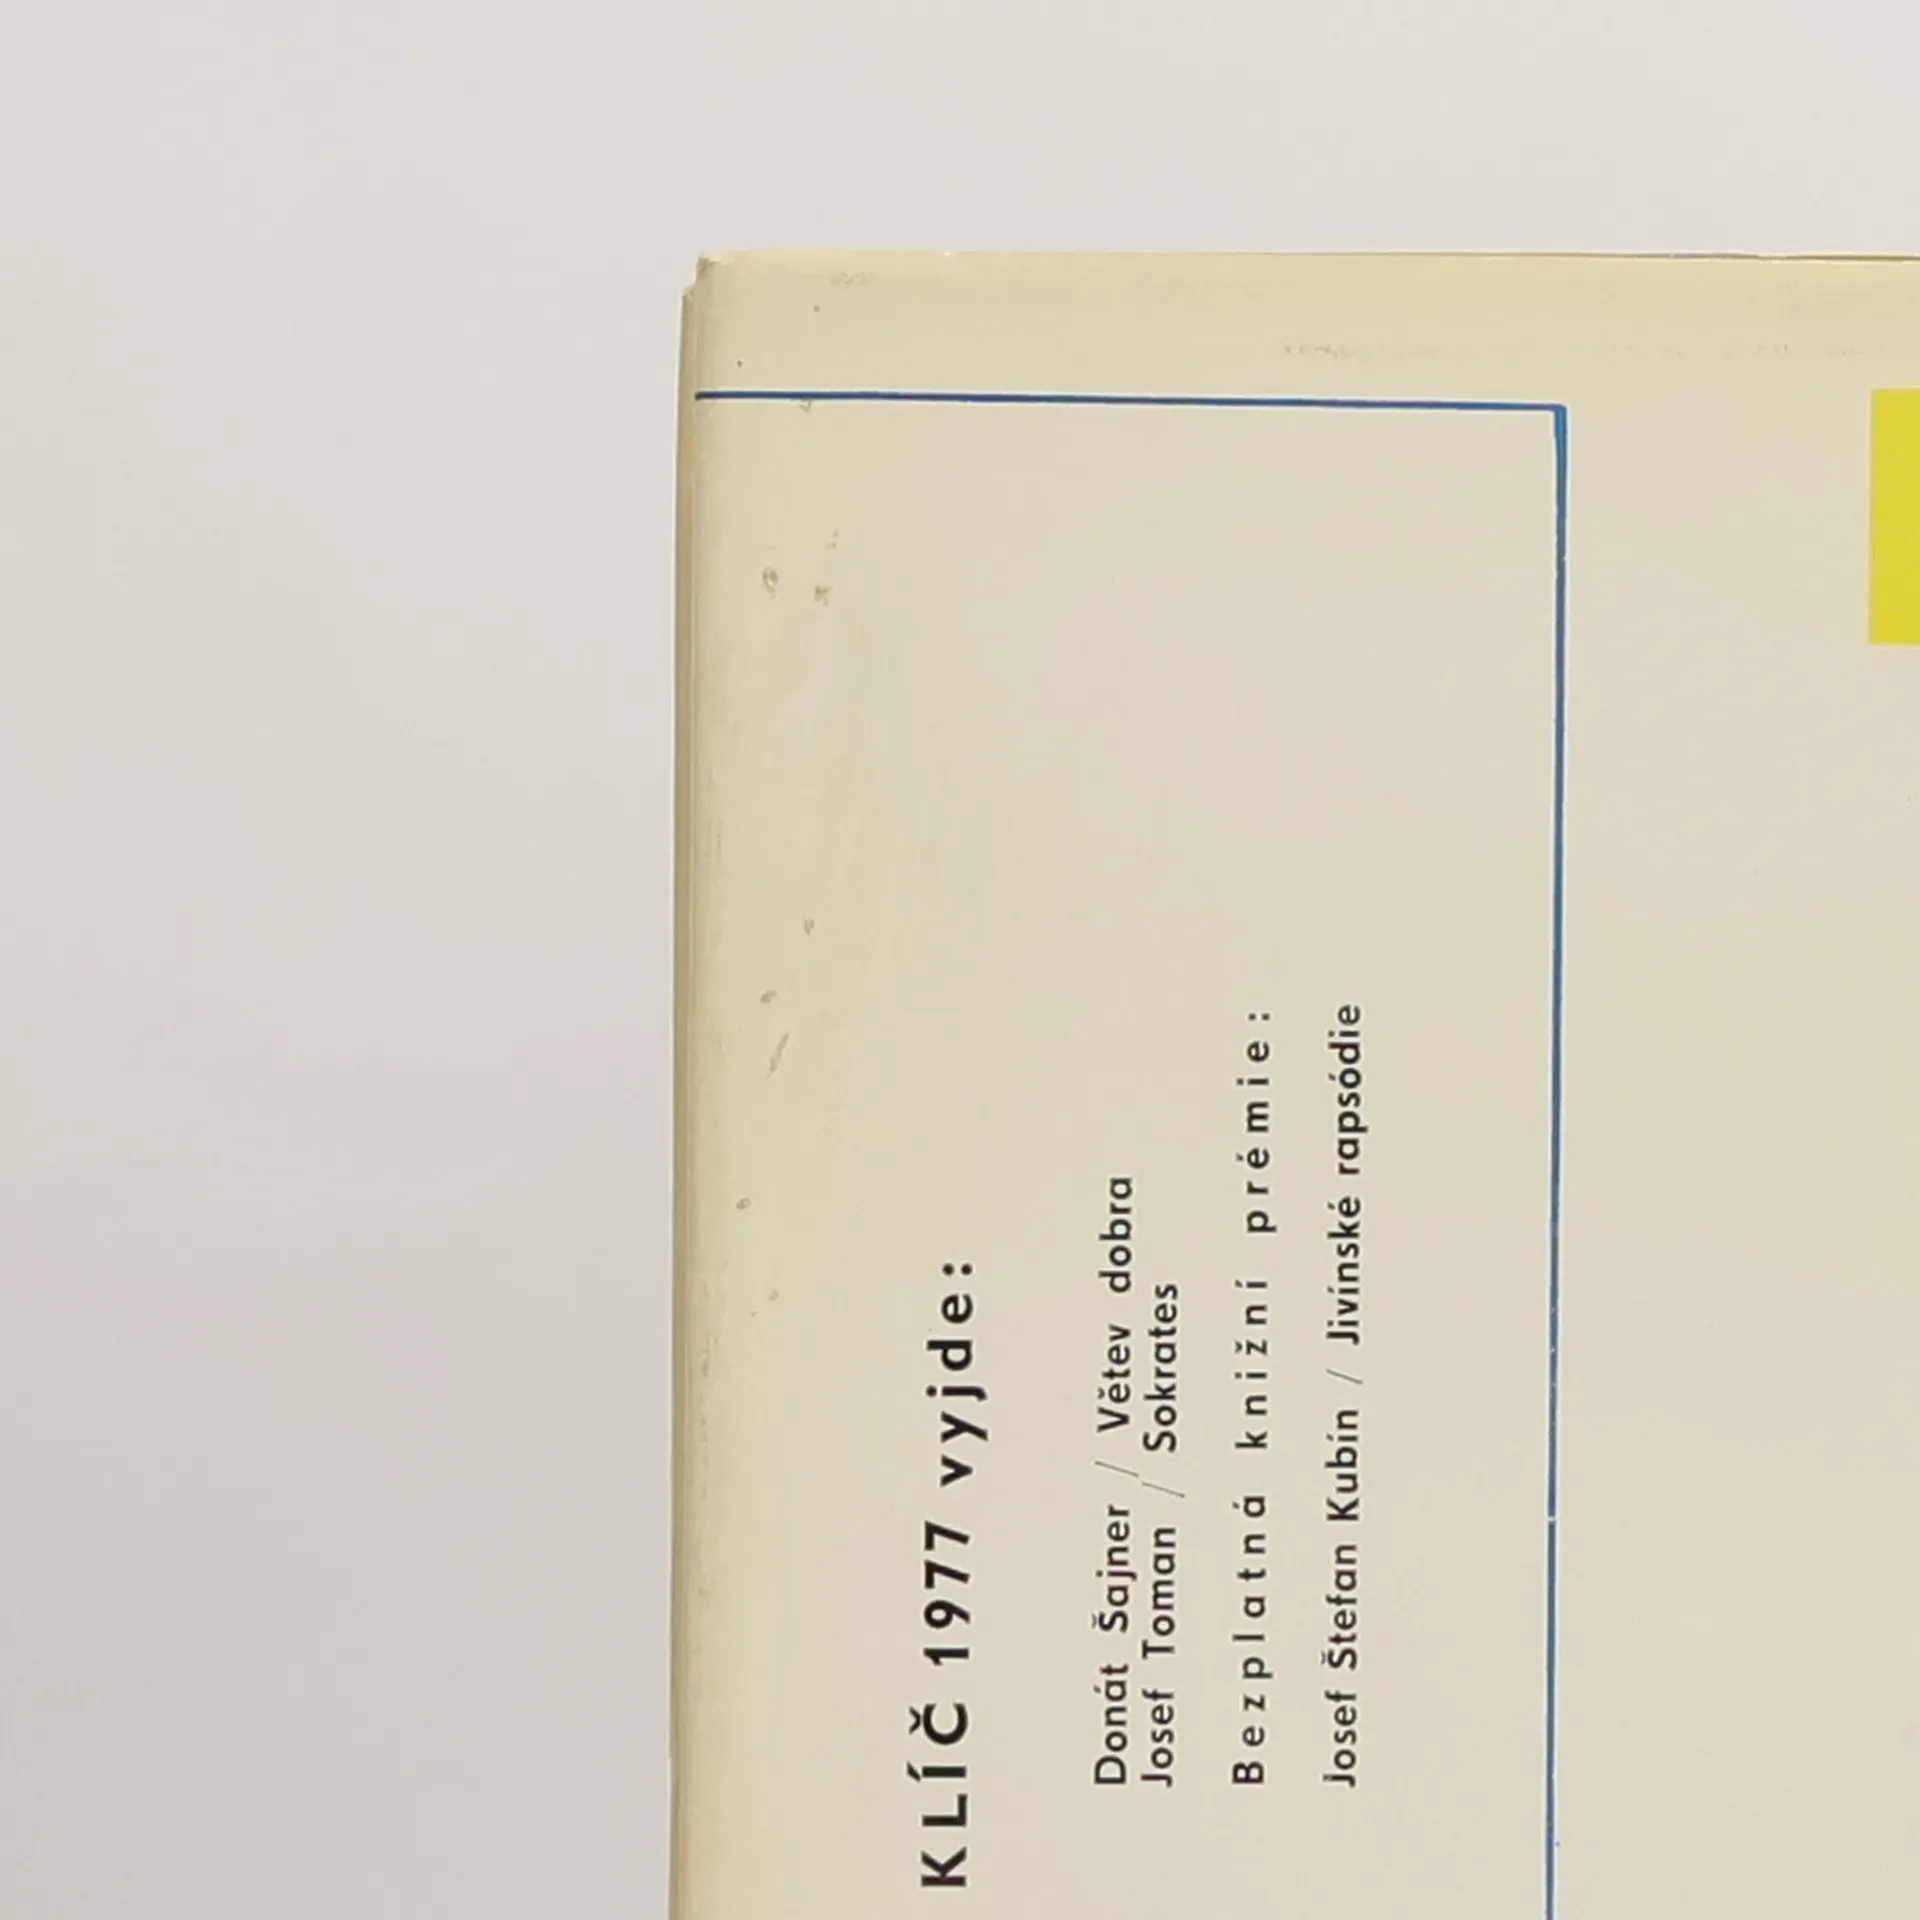 KLÍČ 1977 vyjde:
Donát Šajner / Větev dobra
Josef Toman / Sokrates
Bezplatná knižní prémie:
Josef Štefan Kubín / Jivínské rapsódie